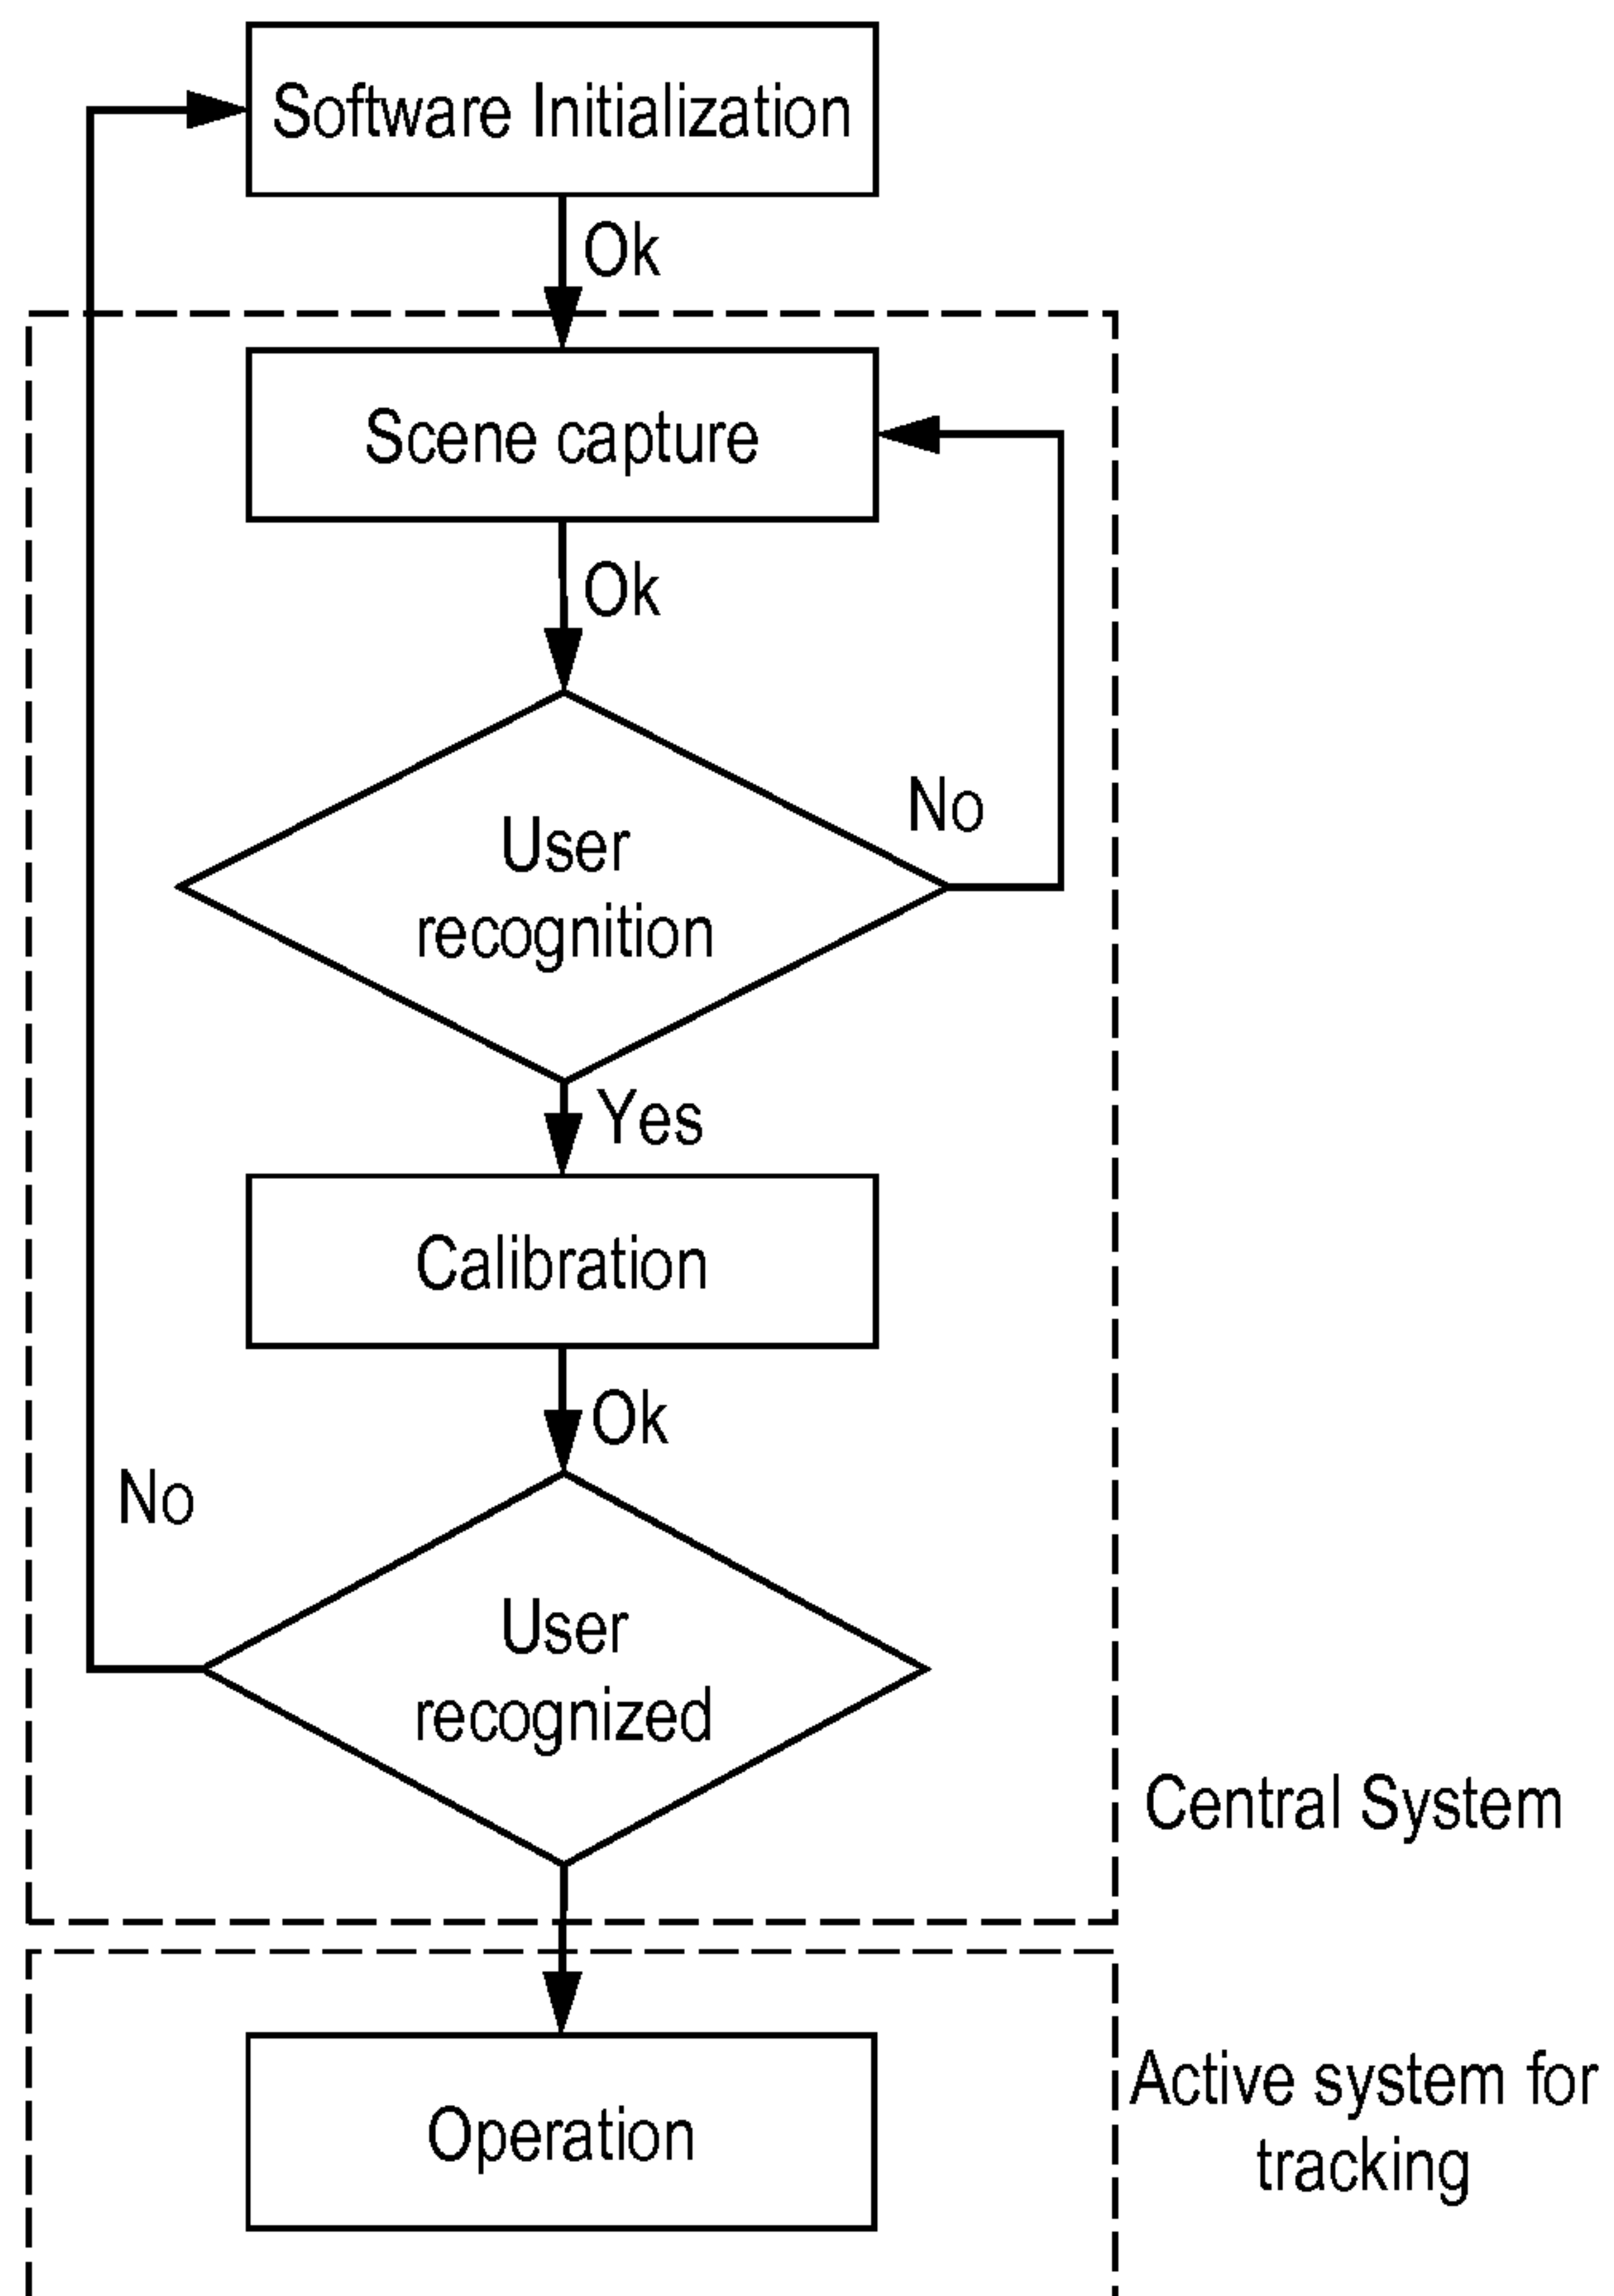 Software Initialization
Ok
Scene capture
Ok
User
recognition
No
Yes
Calibration
Ok
No
User
recognized
Central System
Operation
Active system for
tracking